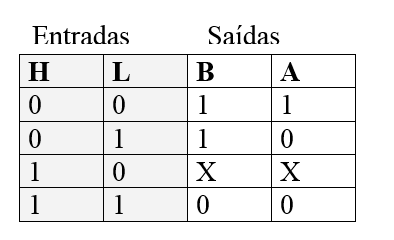 Entradas Saídas
H L B A
0 0 1 1
0 1 1 0
1 0 X X
1 1 0 0